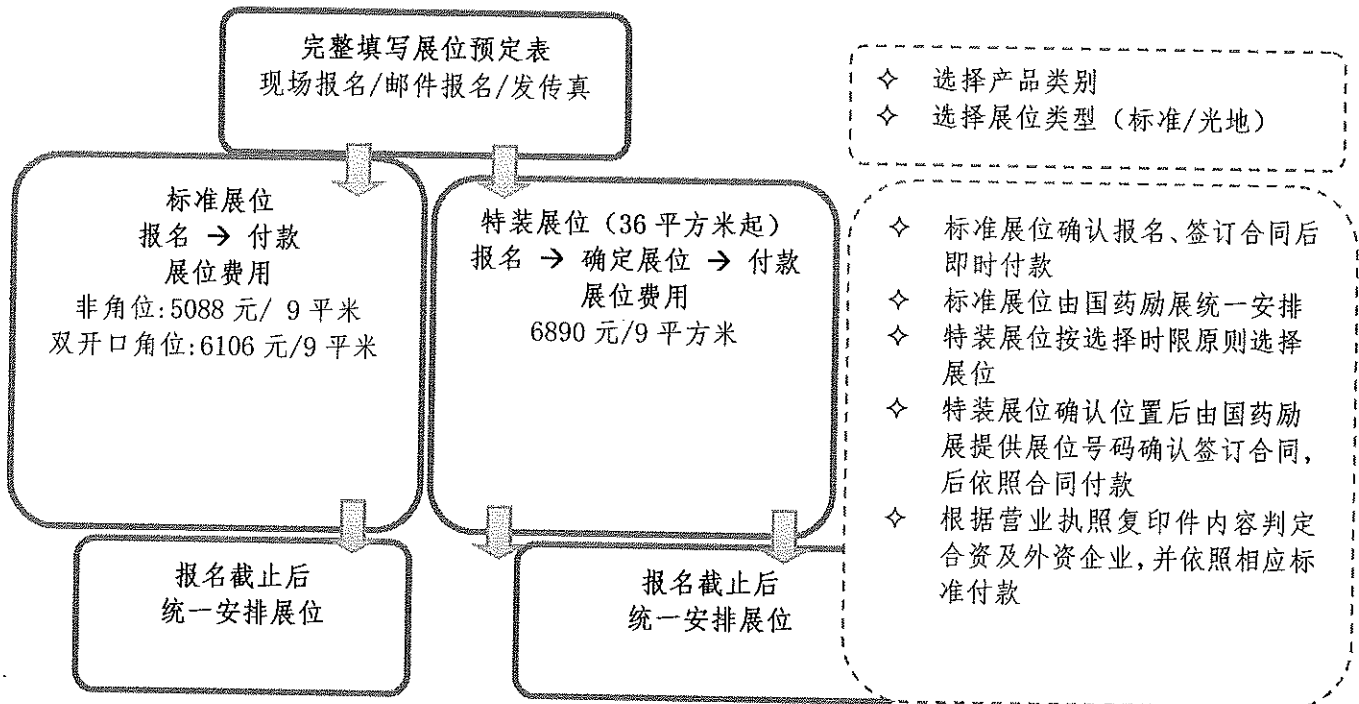 完整填写展位预定表
现场报名/邮件报名/发传真
✧ 选择产品类别
✧ 选择展位类型（标准/光地）
标准展位
报名 → 付款
展位费用
非角位:5088 元/ 9 平米
双开口角位:6106 元/9 平米
特装展位（36 平方米起）
报名 → 确定展位 → 付款
展位费用
6890 元/9 平方米
✧ 标准展位确认报名、签订合同后
即时付款
✧ 标准展位由国药励展统一安排
✧ 特装展位按选择时限原则选择
展位
✧ 特装展位确认位置后由国药励
展提供展位号码确认签订合同,
后依照合同付款
✧ 根据营业执照复印件内容判定
合资及外资企业,并依照相应标
准付款
报名截止后
统一安排展位
报名截止后
统一安排展位